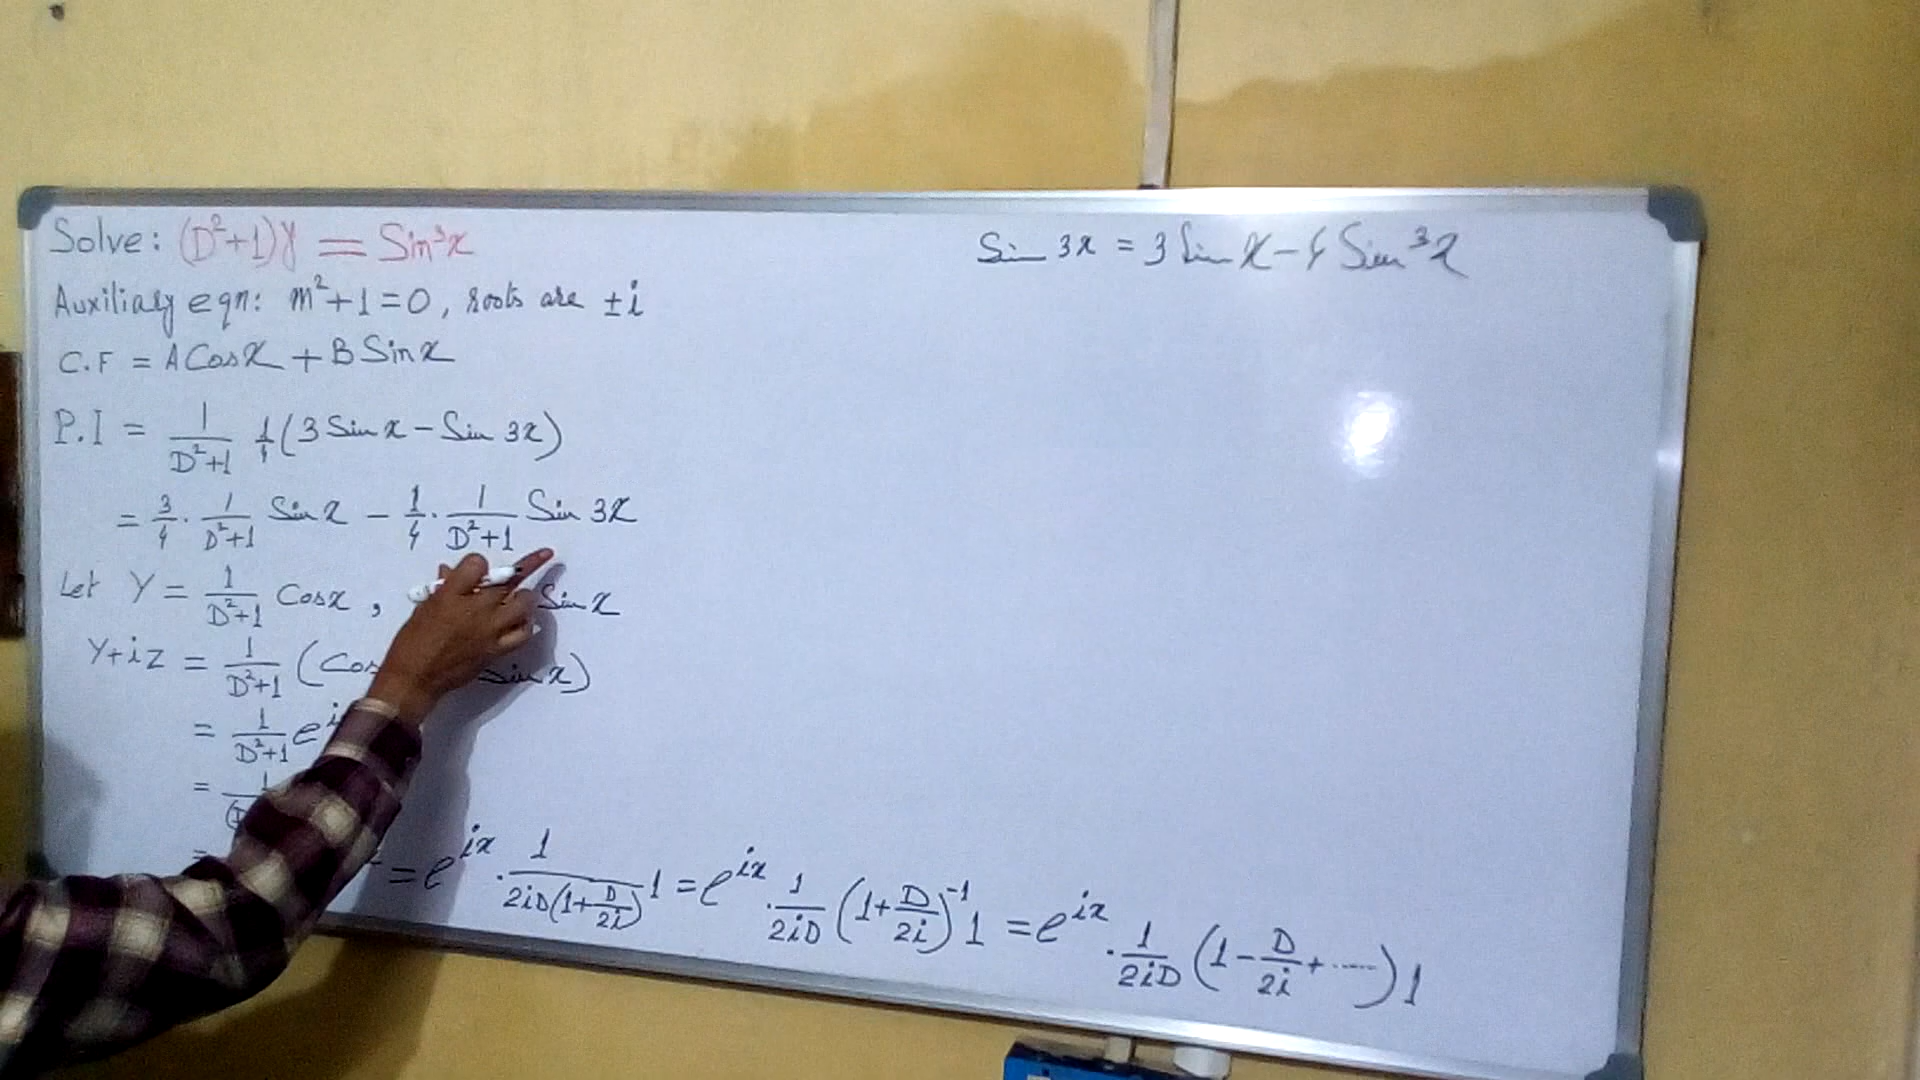 Solve: (D²+1)y = Sin³x
Sin 3x = 3 Sin x - 4 Sin³x
Auxiliary eqn: m²+1=0, roots are ±i
C.F = A Cos x + B Sin x
P.I = 1/(D²+1) 1/4 (3 Sin x - Sin 3x)
= 3/4 · 1/(D²+1) Sin x - 1/4 · 1/(D²+1) Sin 3x
Let Y = 1/(D²+1) Cos x, Sin x
Y+iZ = 1/(D²+1) (Cos Sin x)
= 1/(D²+1) e^i
= 1
= e^(ix) · 1/(2iD(1+D/2i)) 1 = e^(ix) · 1/(2iD) (1+D/2i)^-1 1 = e^(ix) · 1/(2iD) (1-D/2i+.....) 1